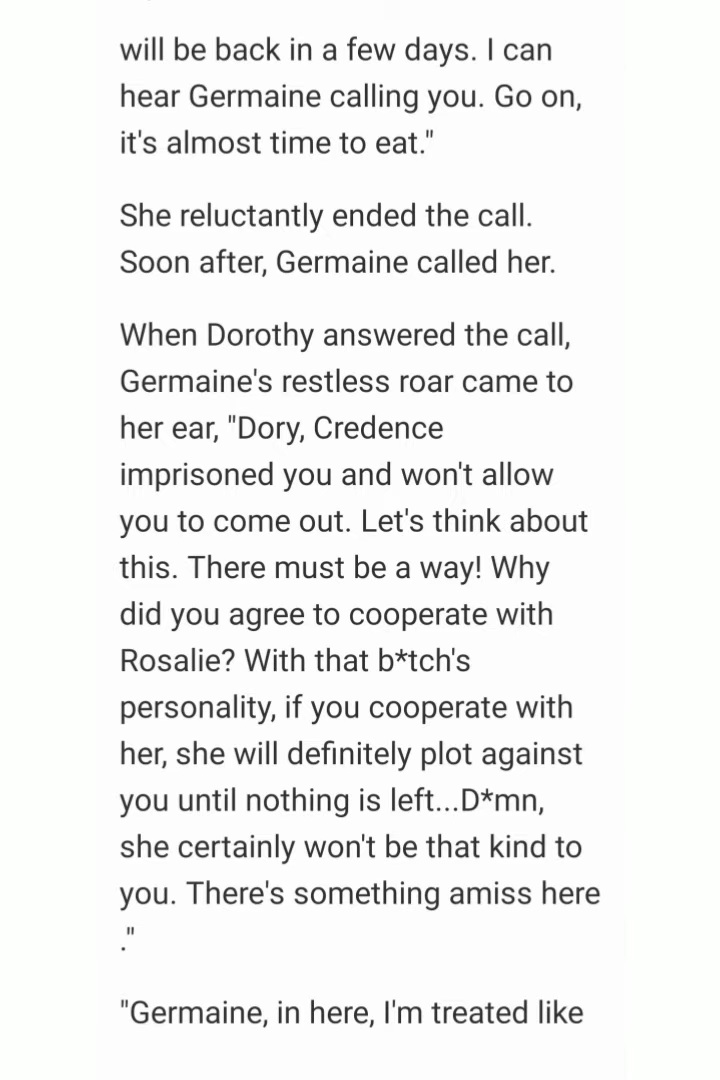 will be back in a few days. I can
hear Germaine calling you. Go on,
it's almost time to eat."
She reluctantly ended the call.
Soon after, Germaine called her.
When Dorothy answered the call,
Germaine's restless roar came to
her ear, "Dory, Credence
imprisoned you and won't allow
you to come out. Let's think about
this. There must be a way! Why
did you agree to cooperate with
Rosalie? With that b*tch's
personality, if you cooperate with
her, she will definitely plot against
you until nothing is left...D*mn,
she certainly won't be that kind to
you. There's something amiss here
."
"Germaine, in here, I'm treated like